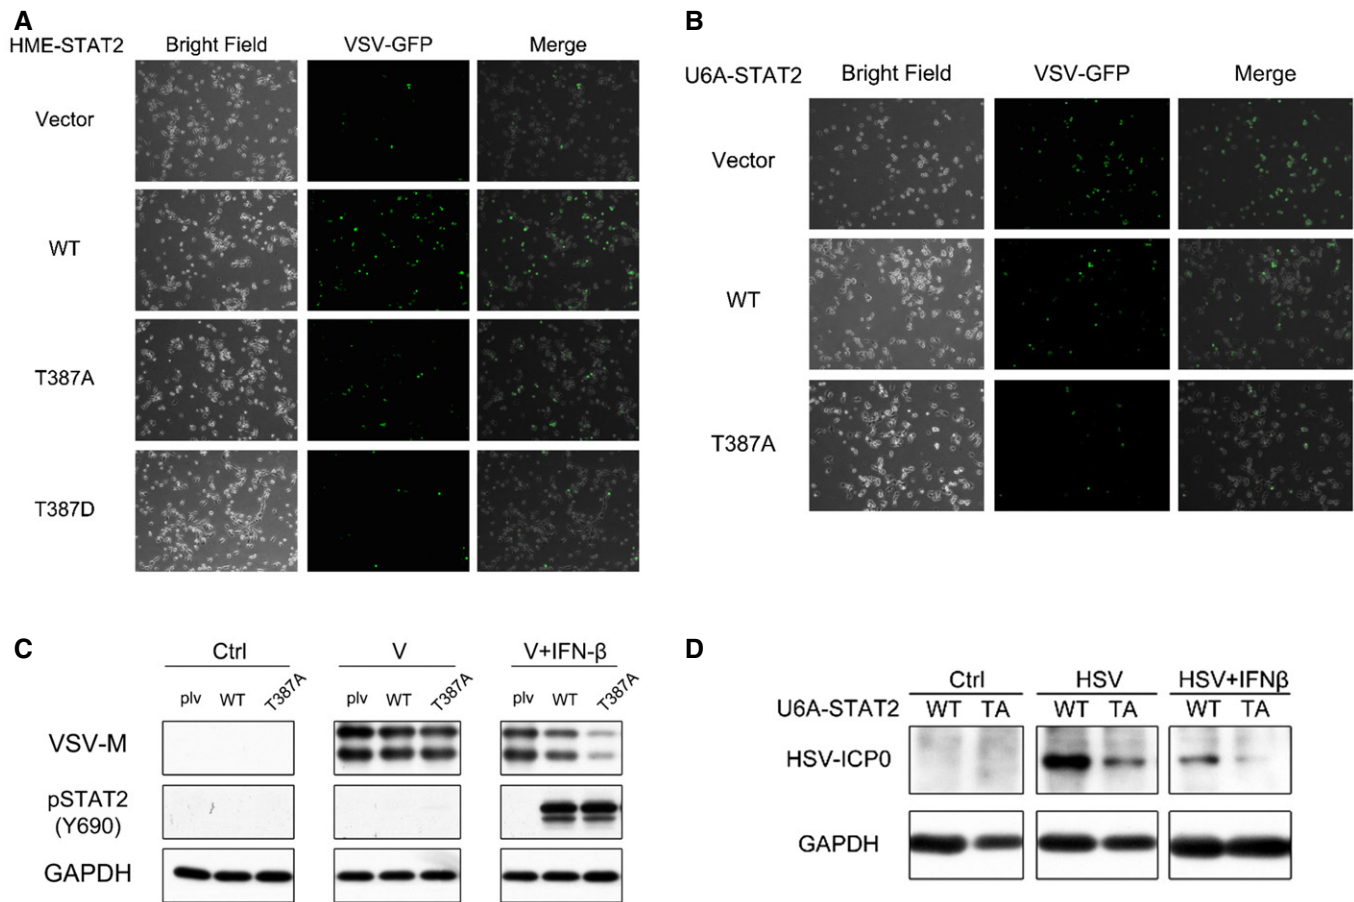 A
HME-STAT2 Bright Field VSV-GFP Merge
Vector
WT
T387A
T387D
B
U6A-STAT2 Bright Field VSV-GFP Merge
Vector
WT
T387A
C
Ctrl V V+IFN-β
plv WT T387A plv WT T387A plv WT T387A
VSV-M
pSTAT2
(Y690)
GAPDH
D
Ctrl HSV HSV+IFNβ
U6A-STAT2 WT TA WT TA WT TA
HSV-ICP0
GAPDH